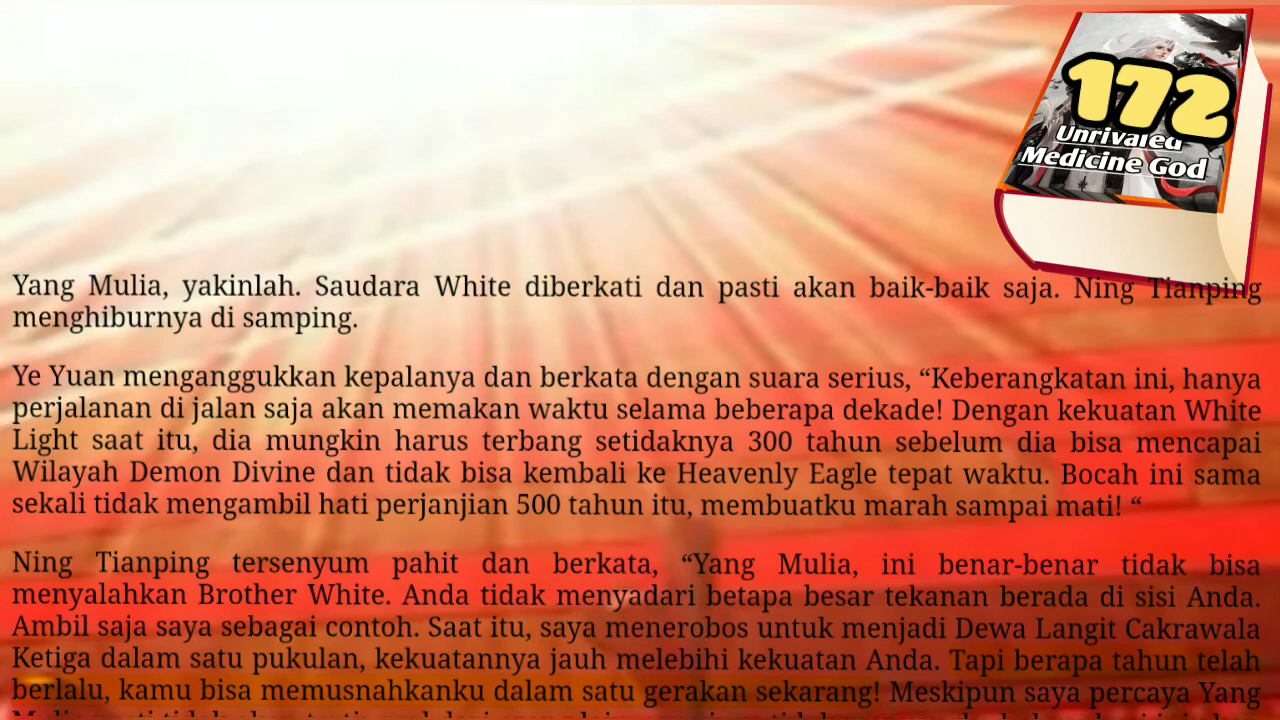 172
Unrivaled
Medicine God
Yang Mulia, yakinlah. Saudara White diberkati dan pasti akan baik-baik saja. Ning Tianping
menghiburnya di samping.
Ye Yuan menganggukkan kepalanya dan berkata dengan suara serius, “Keberangkatan ini, hanya
perjalanan di jalan saja akan memakan waktu selama beberapa dekade! Dengan kekuatan White
Light saat itu, dia mungkin harus terbang setidaknya 300 tahun sebelum dia bisa mencapai
Wilayah Demon Divine dan tidak bisa kembali ke Heavenly Eagle tepat waktu. Bocah ini sama
sekali tidak mengambil hati perjanjian 500 tahun itu, membuatku marah sampai mati! “
Ning Tianping tersenyum pahit dan berkata, “Yang Mulia, ini benar-benar tidak bisa
menyalahkan Brother White. Anda tidak menyadari betapa besar tekanan berada di sisi Anda.
Ambil saja saya sebagai contoh. Saat itu, saya menerobos untuk menjadi Dewa Langit Cakrawala
Ketiga dalam satu pukulan, kekuatannya jauh melebihi kekuatan Anda. Tapi berapa tahun telah
berlalu, kamu bisa memusnahkanku dalam satu gerakan sekarang! Meskipun saya percaya Yang